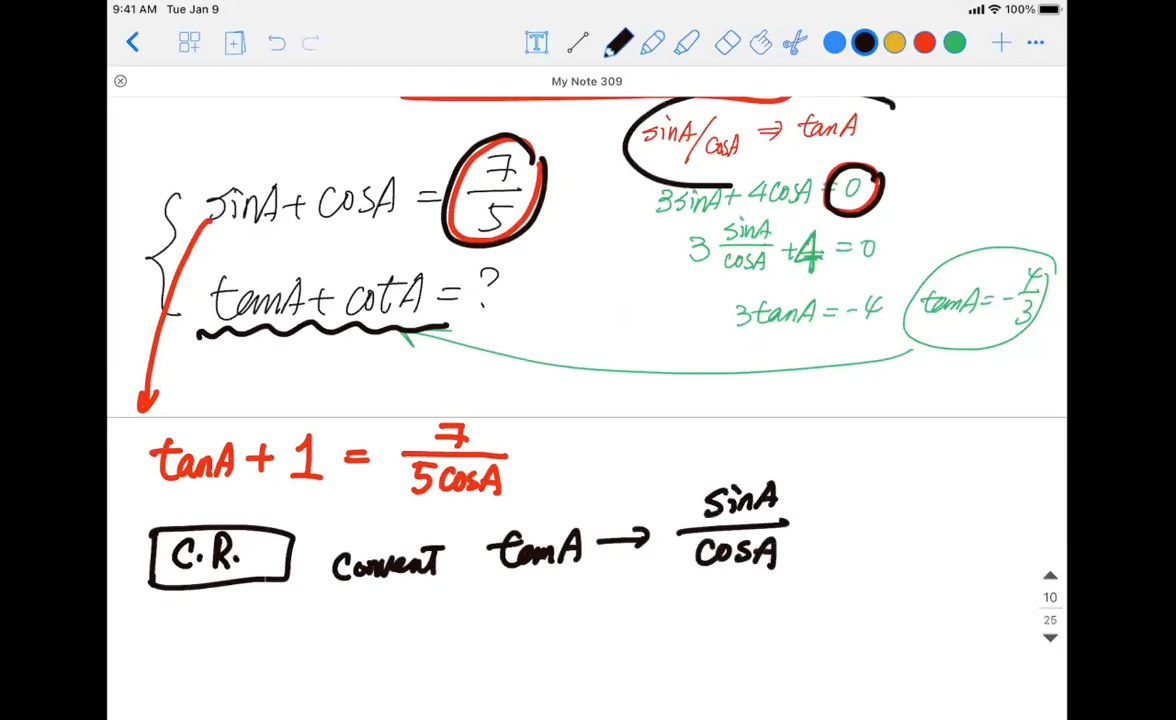 9:41 AM Tue Jan 9
100%
My Note 309
sinA/cosA ⇒ tanA
sinA + cosA = 7/5
3sinA + 4cosA = 0
3 sinA/cosA + 4 = 0
tanA + cotA = ?
3tanA = -4
tanA = -4/3
tanA + 1 = 7/5cosA
C.R. Convert tanA → sinA/cosA
10
25